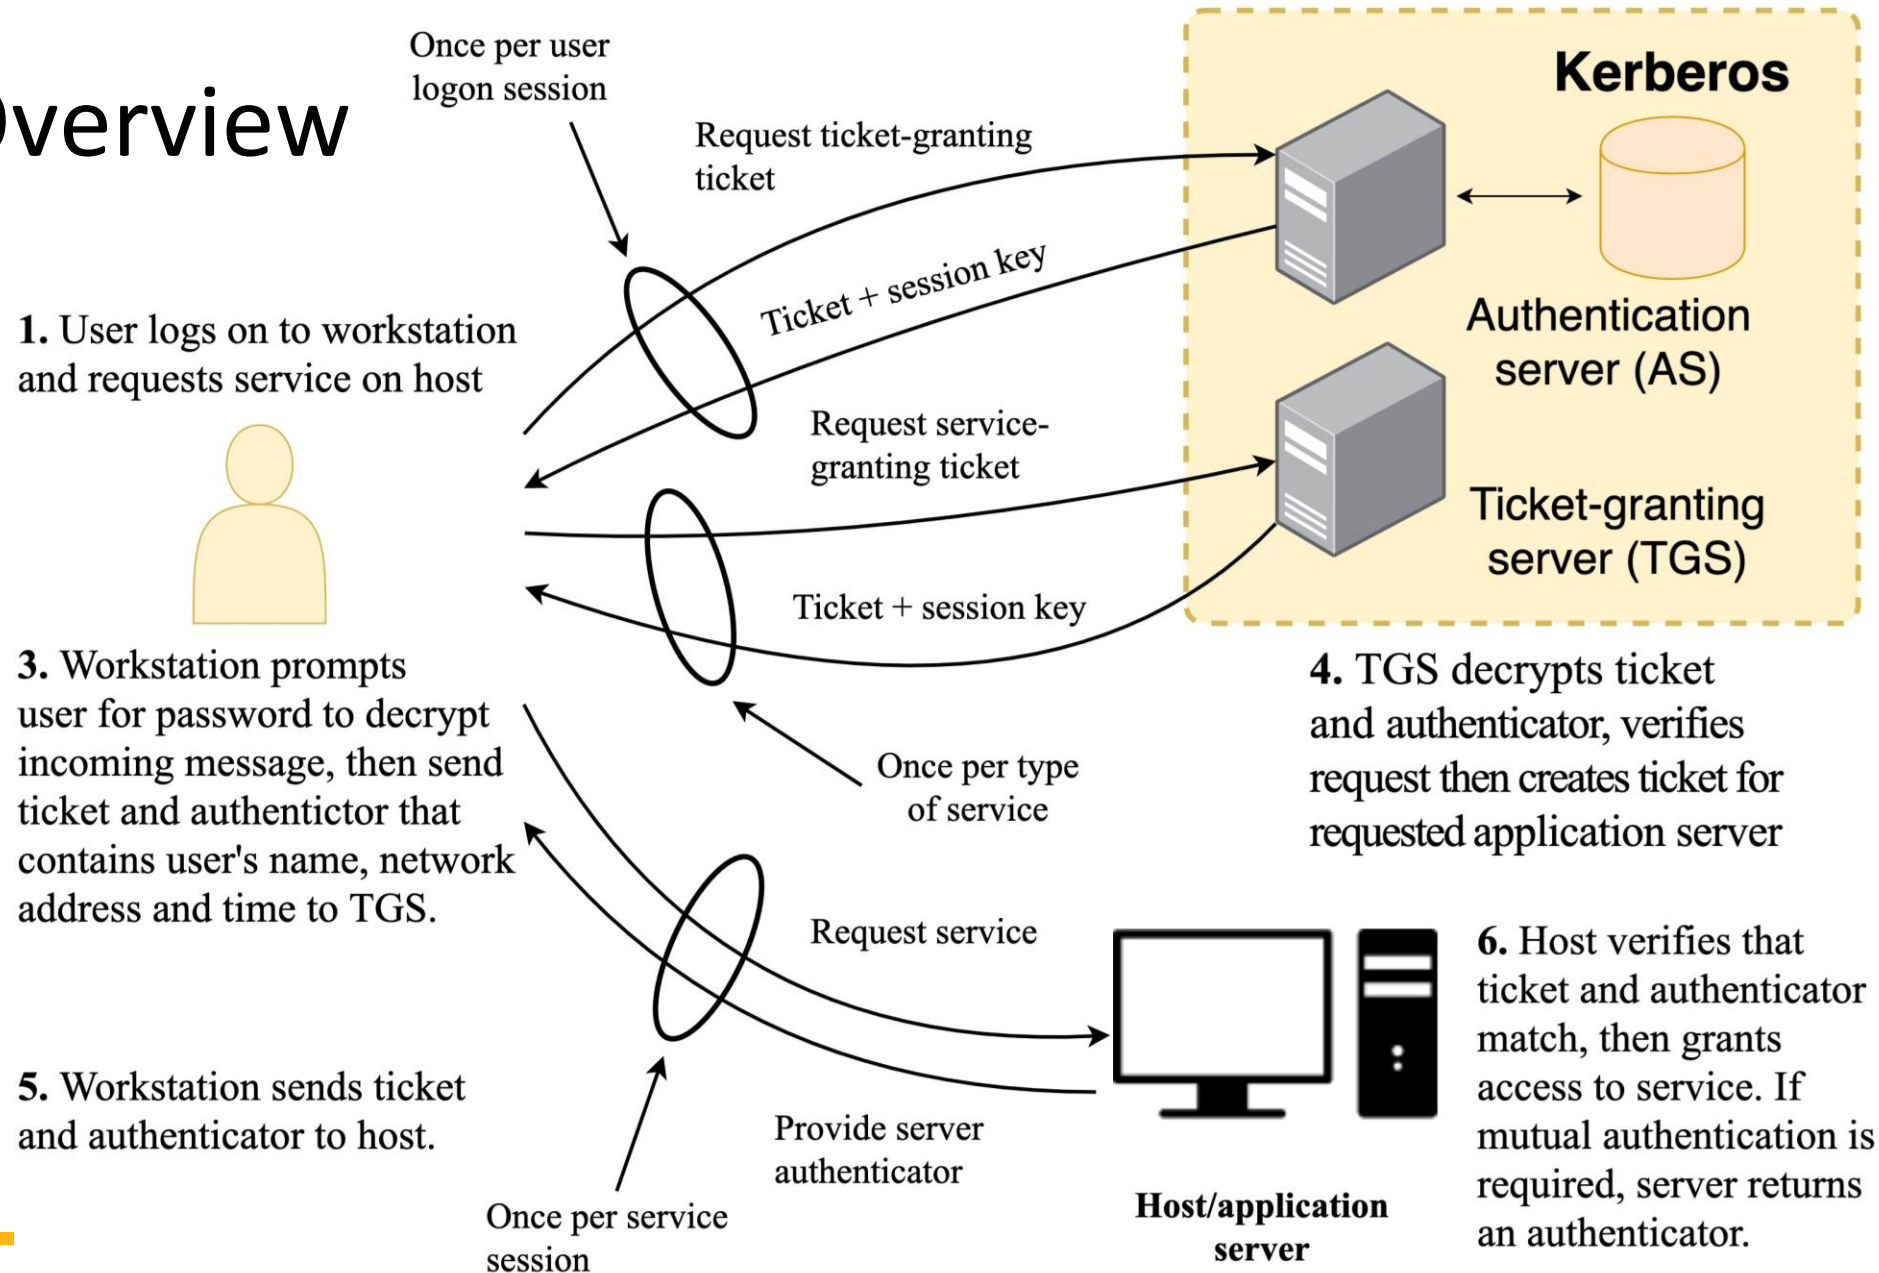 Overview
Once per user
logon session
Kerberos
Request ticket-granting
ticket
Ticket + session key
Authentication
server (AS)
1. User logs on to workstation
and requests service on host
Request service-
granting ticket
Ticket-granting
server (TGS)
Ticket + session key
3. Workstation prompts
user for password to decrypt
incoming message, then send
ticket and authentictor that
contains user's name, network
address and time to TGS.
Once per type
of service
4. TGS decrypts ticket
and authenticator, verifies
request then creates ticket for
requested application server
Request service
5. Workstation sends ticket
and authenticator to host.
Provide server
authenticator
Once per service
session
Host/application
server
6. Host verifies that
ticket and authenticator
match, then grants
access to service. If
mutual authentication is
required, server returns
an authenticator.